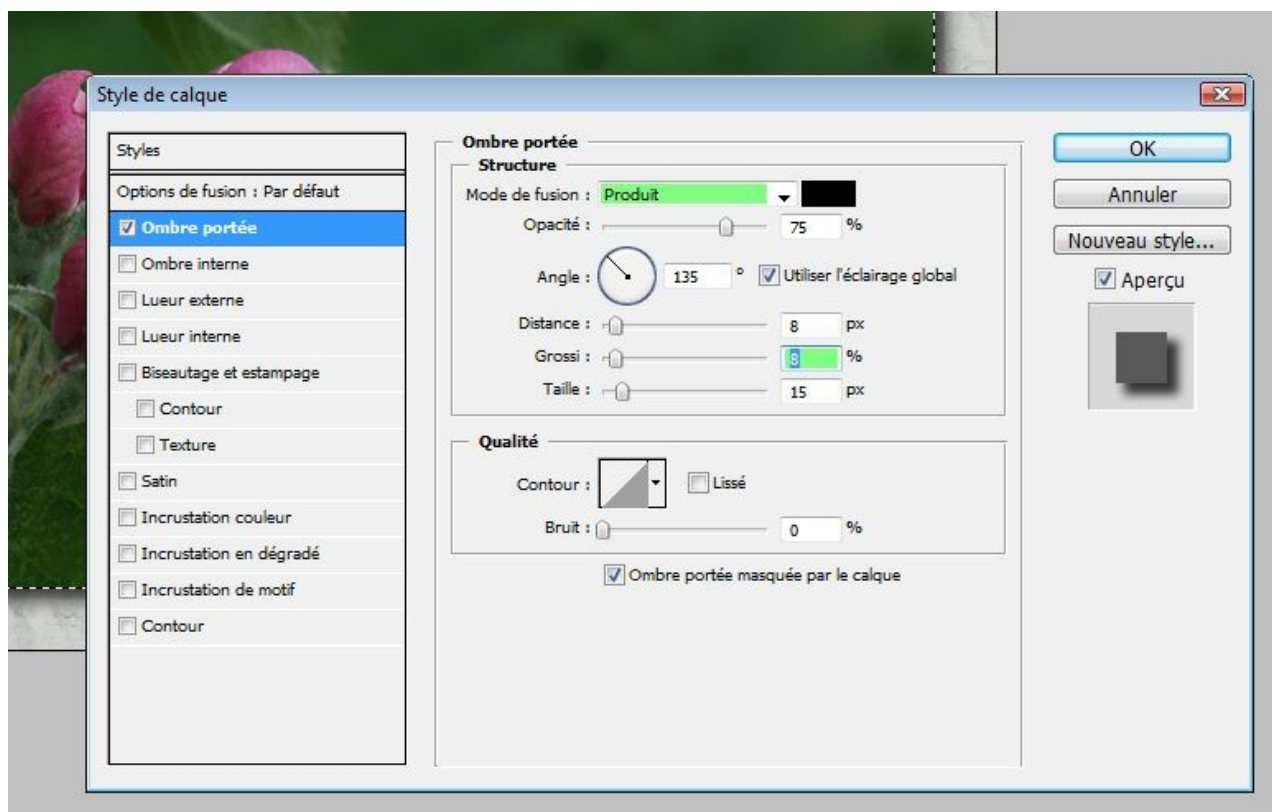 Style de calque
Styles
Options de fusion : Par défaut
Ombre portée
Ombre interne
Lueur externe
Lueur interne
Biseautage et estampage
Contour
Texture
Satin
Incrustation couleur
Incrustation en dégradé
Incrustation de motif
Contour
Ombre portée
Structure
Mode de fusion : Produit
Opacité : 75 %
Angle : 135 ° Utiliser l'éclairage global
Distance : 8 px
Grossi : 8 %
Taille : 15 px
Qualité
Contour : Lissé
Bruit : 0 %
Ombre portée masquée par le calque
OK
Annuler
Nouveau style...
Aperçu